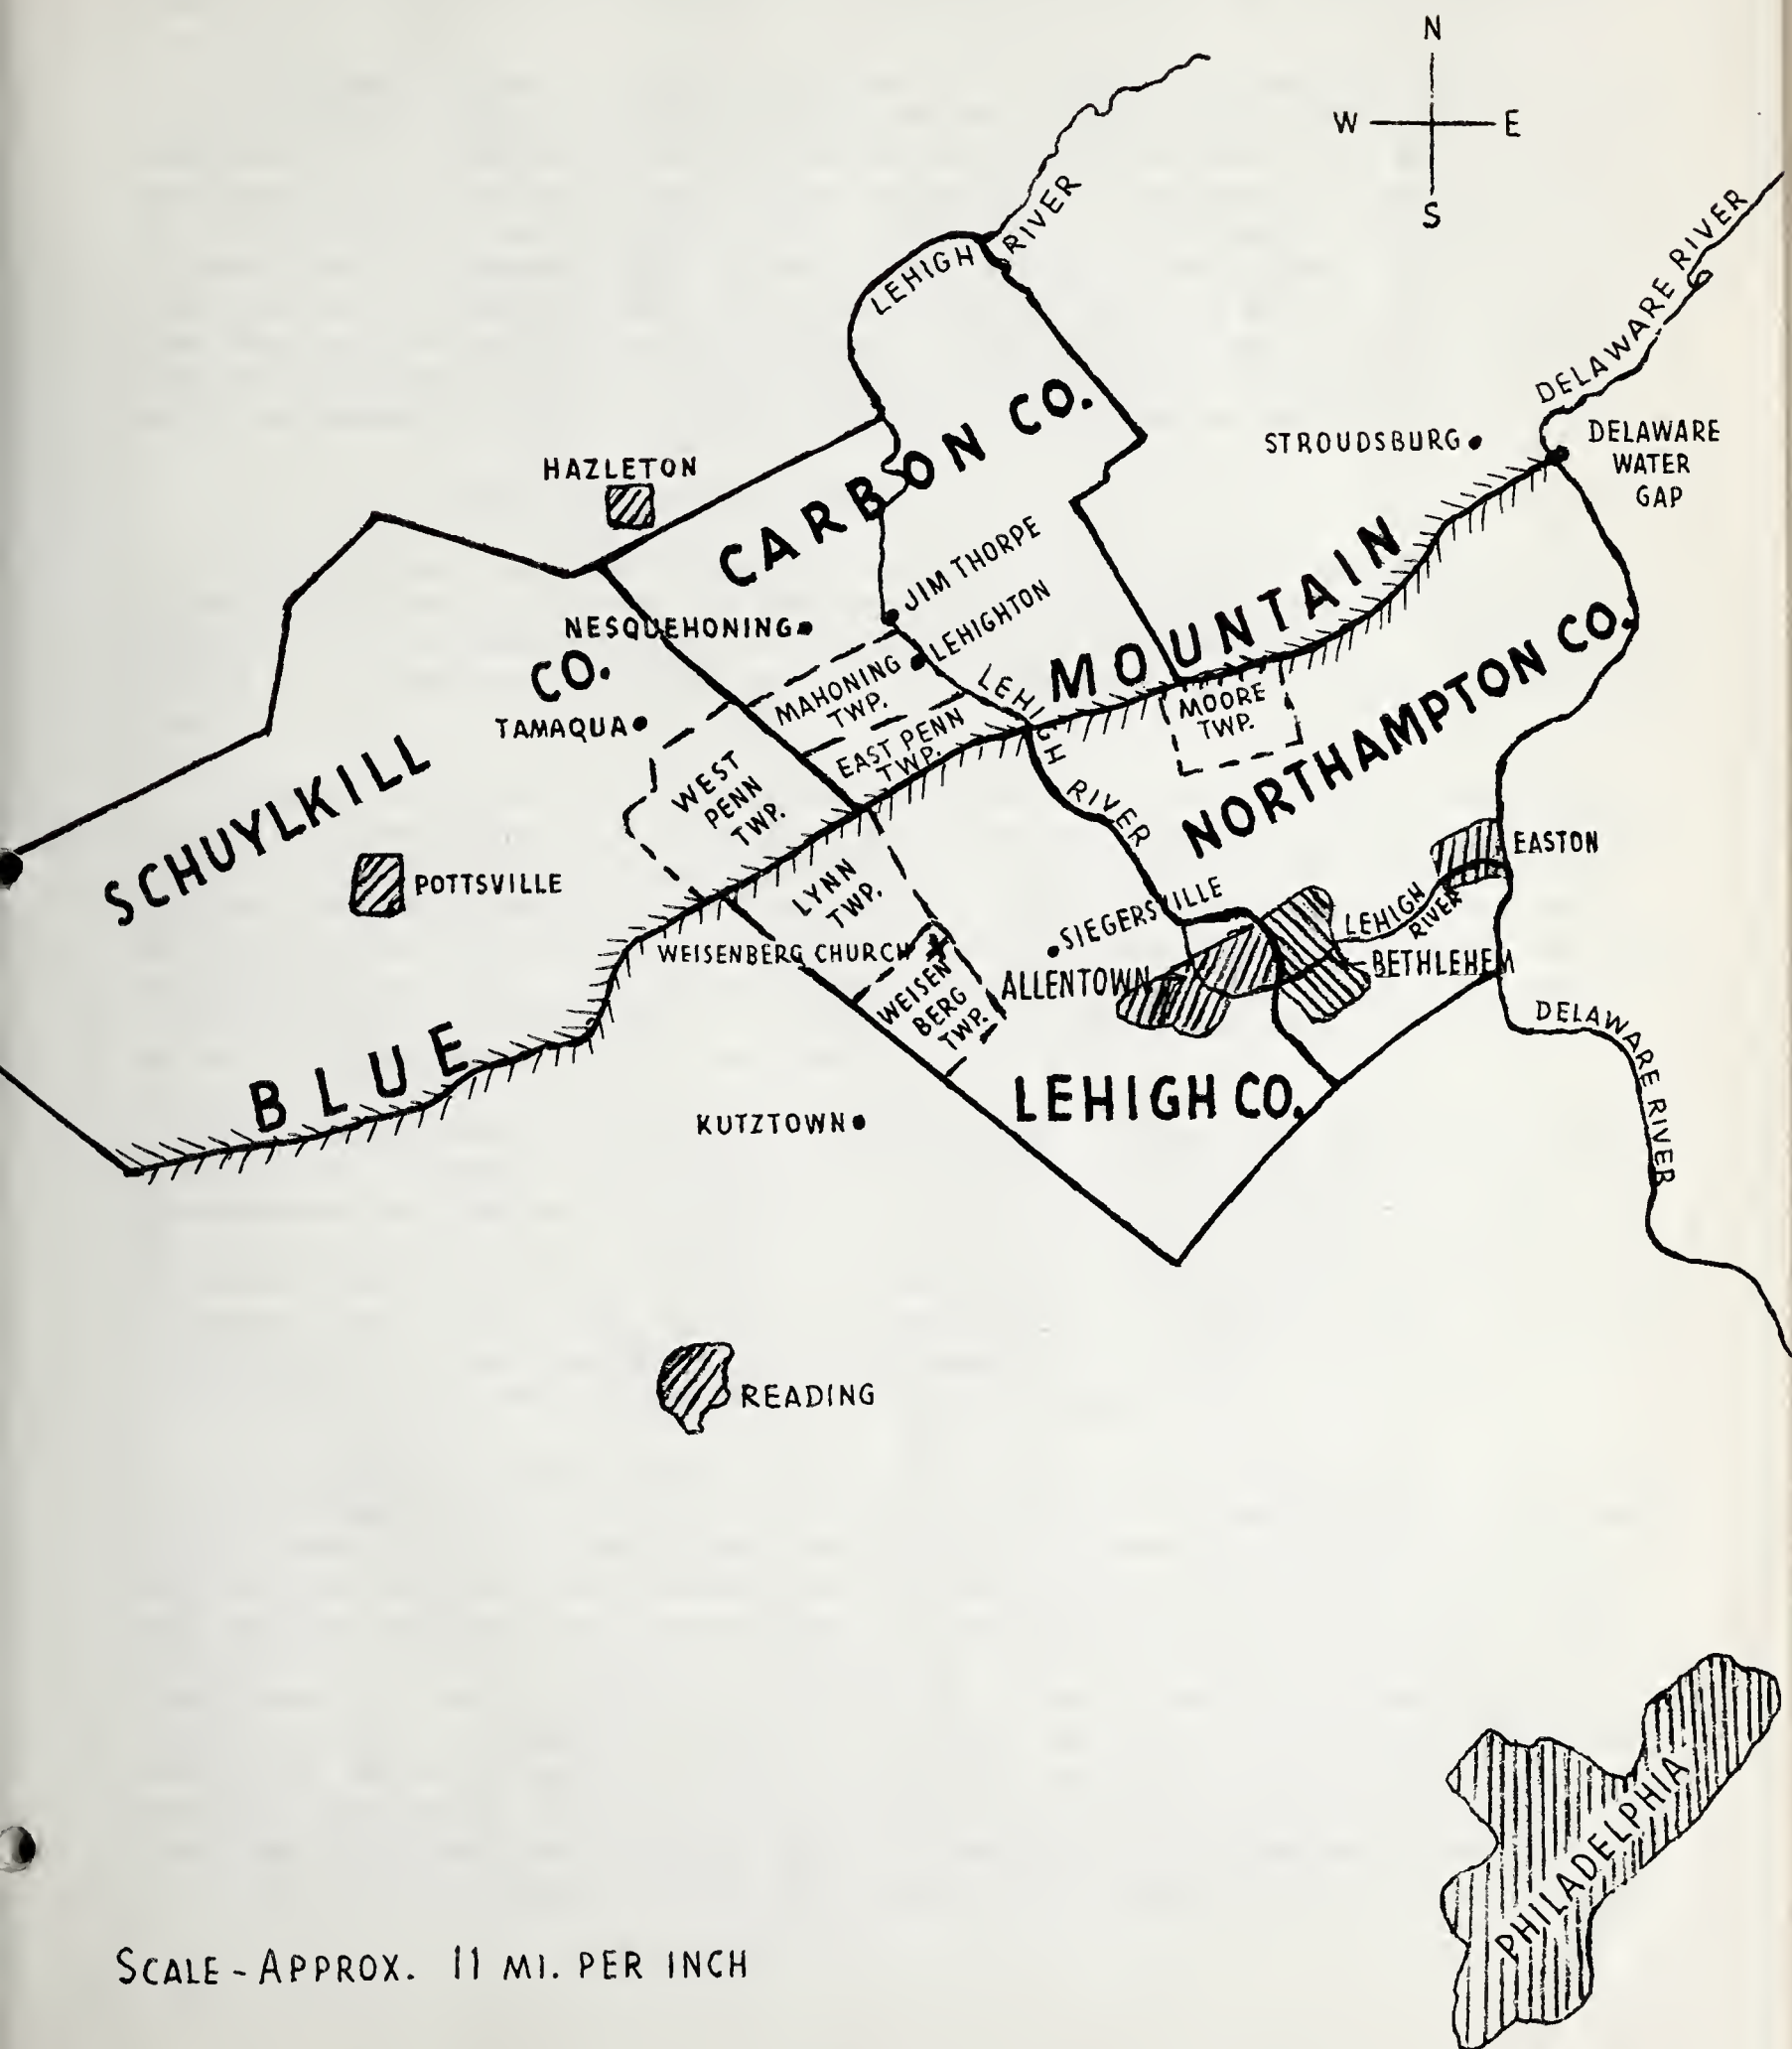 N
W E
S
LEHIGH RIVER
DELAWARE RIVER
CARBON CO.
STROUDSBURG
DELAWARE
WATER
GAP
HAZLETON
JIM THORPE
LEHIGHTON
NESQUEHONING
BLUE MOUNTAIN
SCHUYLKILL CO.
TAMAQUA
MAHONING
TWP.
EAST PENN
TWP.
WEST
PENN
TWP.
LEHIGH RIVER
MOORE
TWP.
NORTHAMPTON CO.
POTTSVILLE
LYNN
TWP.
EASTON
SIEGERSVILLE
LEHIGH
RIVER
WEISENBERG CHURCH
ALLENTOWN
BETHLEHEM
WEISEN
BERG
TWP.
DELAWARE RIVER
LEHIGH CO.
KUTZTOWN
READING
PHILADELPHIA
SCALE - APPROX. 11 MI. PER INCH